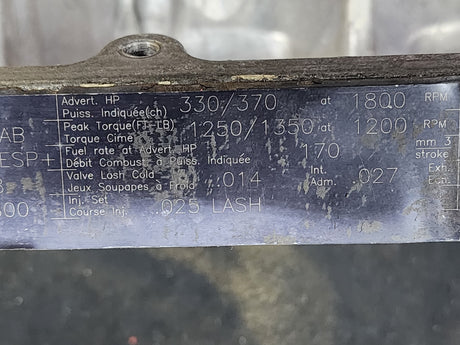 Advert. HP 330/370 at 1800 RPM
Puiss. Indiquée(ch)
AB Peak Torque(FT-LB) 1250/1350 at 1200 RPM
Torque Cime
ESP+ Fuel rate at Advert. HP 170 mm 3
Débit Combust à Puiss. Indiquée stroke
Valve Lash Cold .014 Int. .027 Exh.
Jeux Soupapes à Froid Adm.
Inj. Set .025 LASH
Course Inj.